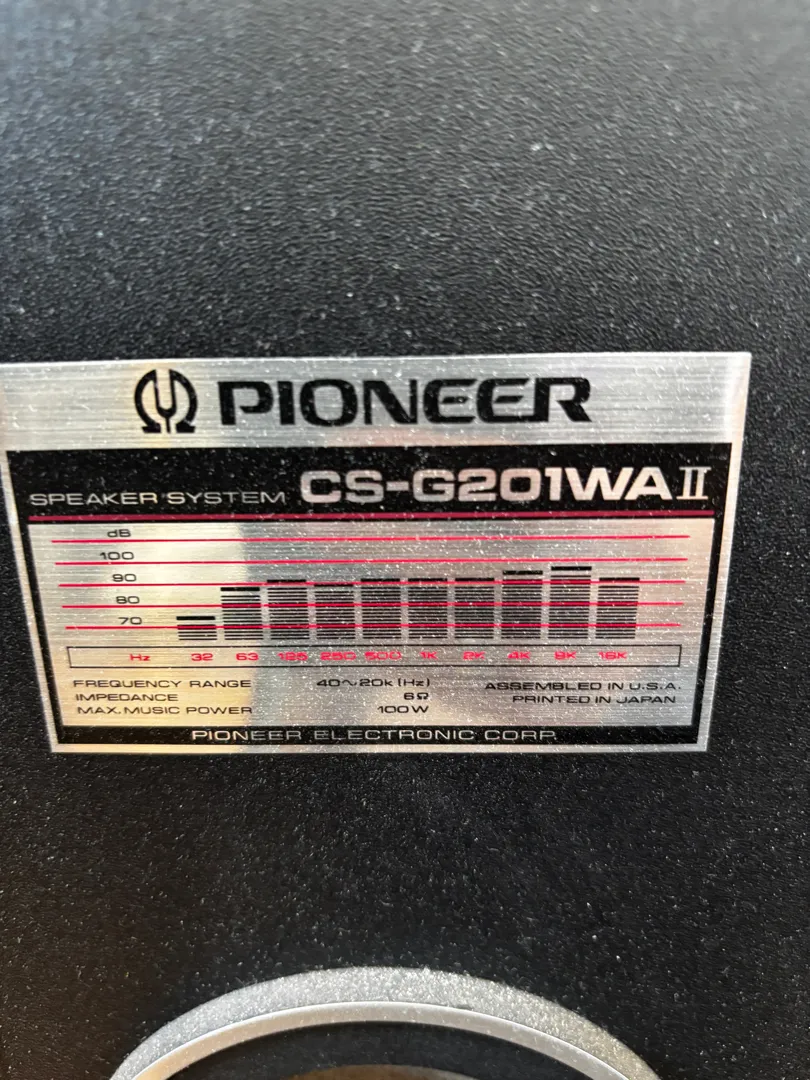 PIONEER
SPEAKER SYSTEM CS-G201WA II
dB
100
90
80
70
Hz 32 63 125 250 500 1K 2K 4K 8K 16K
FREQUENCY RANGE 40~20k (Hz) ASSEMBLED IN U.S.A.
IMPEDANCE 6Ω PRINTED IN JAPAN
MAX. MUSIC POWER 100W
PIONEER ELECTRONIC CORP.